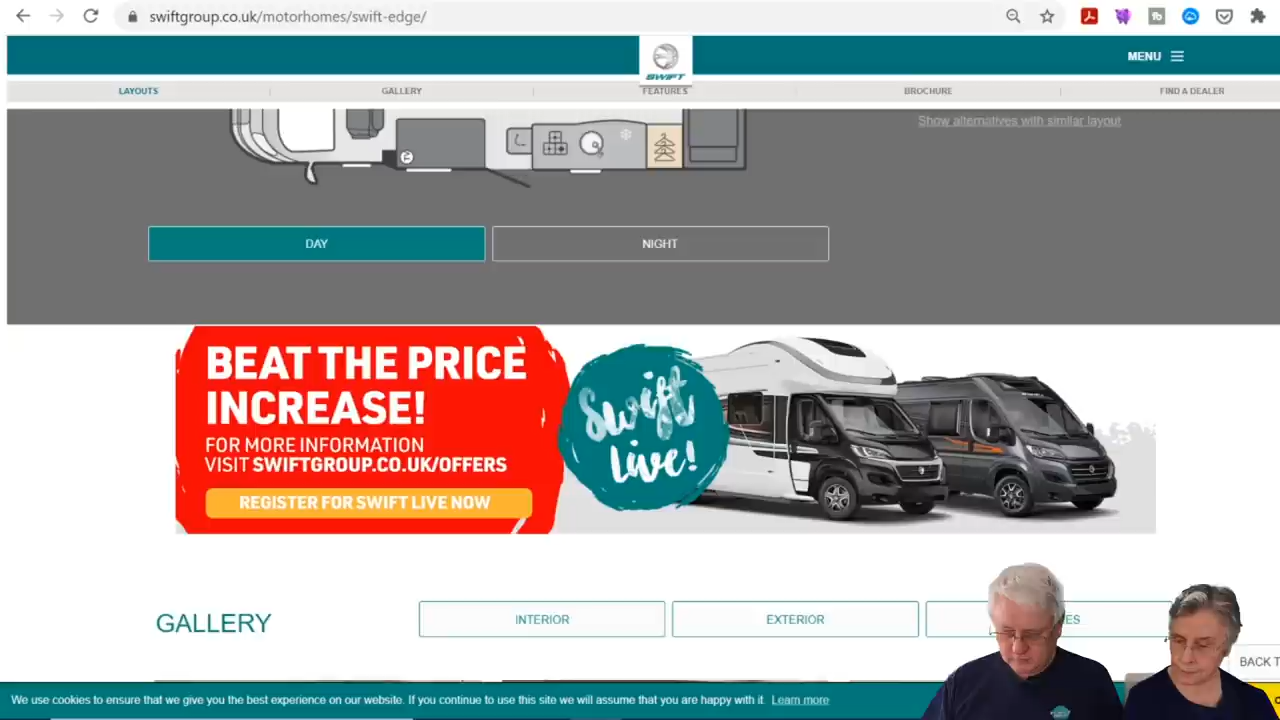 swiftgroup.co.uk/motorhomes/swift-edge/
SWIFT
MENU
LAYOUTS
GALLERY
FEATURES
BROCHURE
FIND A DEALER
Show alternatives with similar layout
DAY
NIGHT
BEAT THE PRICE
INCREASE!
FOR MORE INFORMATION
VISIT SWIFTGROUP.CO.UK/OFFERS
REGISTER FOR SWIFT LIVE NOW
Swift
live!
GALLERY
INTERIOR
EXTERIOR
BACK T
We use cookies to ensure that we give you the best experience on our website. If you continue to use this site we will assume that you are happy with it. Learn more